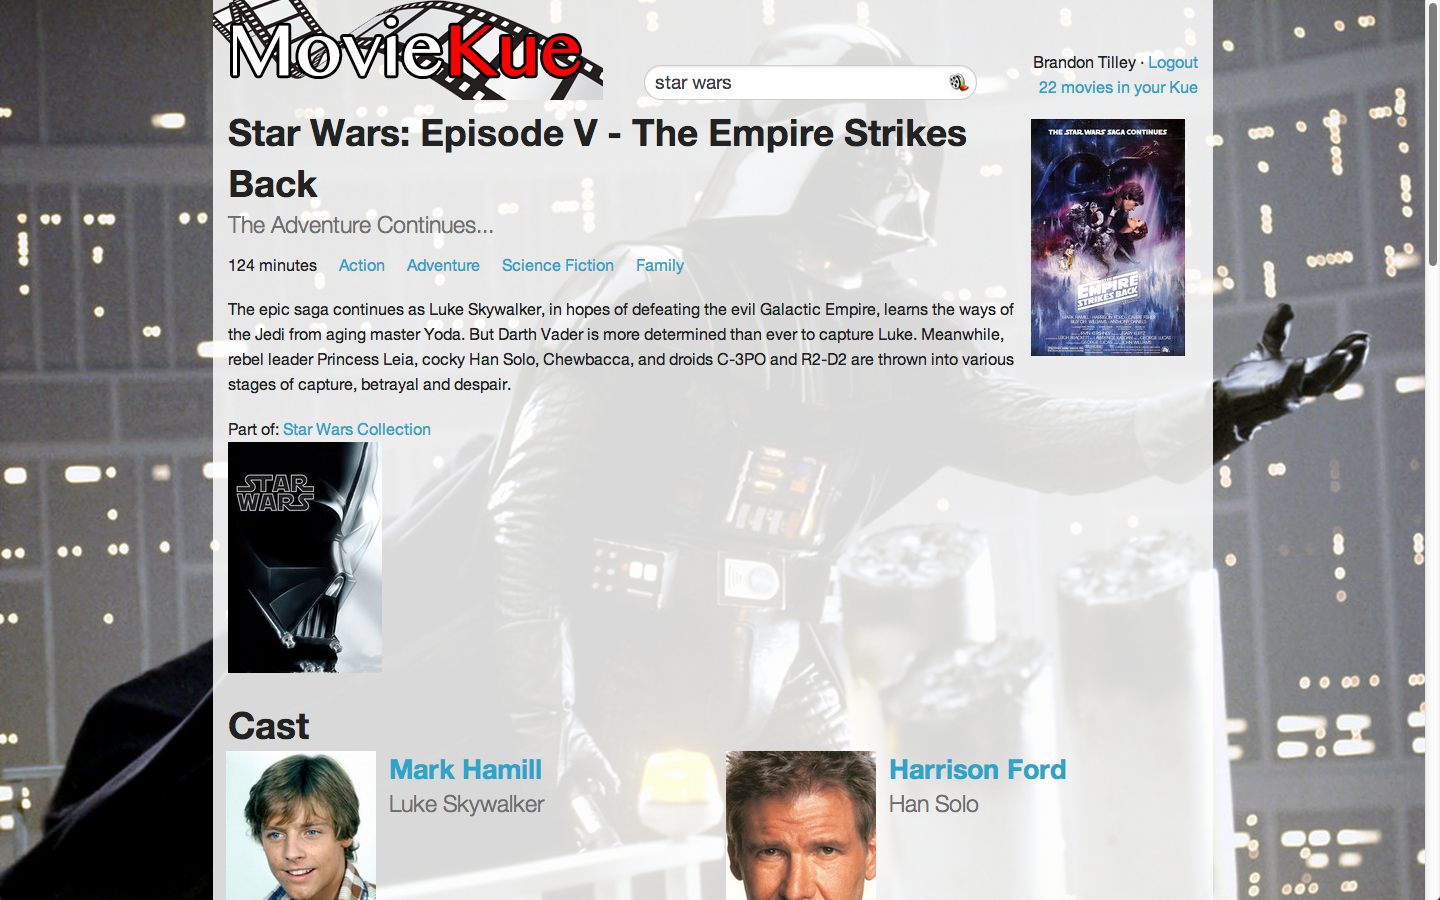 MovieKue
star wars
Brandon Tilley · Logout
22 movies in your Kue
Star Wars: Episode V - The Empire Strikes
Back
The Adventure Continues...
124 minutes Action Adventure Science Fiction Family
The epic saga continues as Luke Skywalker, in hopes of defeating the evil Galactic Empire, learns the ways of
the Jedi from aging master Yoda. But Darth Vader is more determined than ever to capture Luke. Meanwhile,
rebel leader Princess Leia, cocky Han Solo, Chewbacca, and droids C-3PO and R2-D2 are thrown into various
stages of capture, betrayal and despair.
THE STAR WARS SAGA CONTINUES
THE
EMPIRE
STRIKES BACK
Part of: Star Wars Collection
STAR
WARS
Cast
Mark Hamill
Luke Skywalker
Harrison Ford
Han Solo